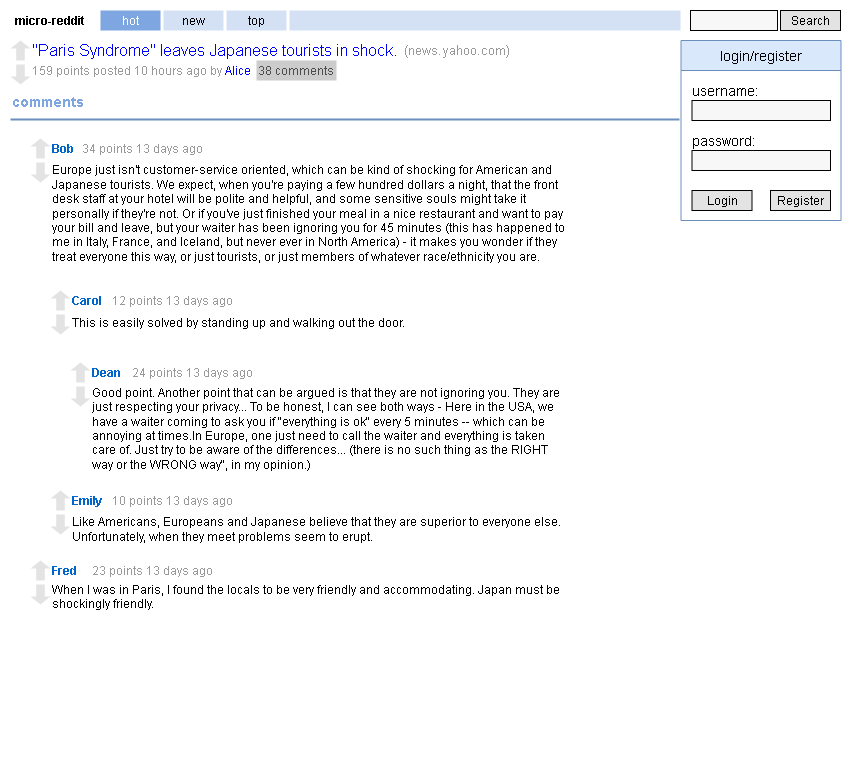 micro-reddit hot new top Search
"Paris Syndrome" leaves Japanese tourists in shock. (news.yahoo.com)
159 points posted 10 hours ago by Alice 38 comments
comments
login/register
username:
password:
Login Register
Bob 34 points 13 days ago
Europe just isn't customer-service oriented, which can be kind of shocking for American and
Japanese tourists. We expect, when you're paying a few hundred dollars a night, that the front
desk staff at your hotel will be polite and helpful, and some sensitive souls might take it
personally if they're not. Or if you've just finished your meal in a nice restaurant and want to pay
your bill and leave, but your waiter has been ignoring you for 45 minutes (this has happened to
me in Italy, France, and Iceland, but never ever in North America) - it makes you wonder if they
treat everyone this way, or just tourists, or just members of whatever race/ethnicity you are.
Carol 12 points 13 days ago
This is easily solved by standing up and walking out the door.
Dean 24 points 13 days ago
Good point. Another point that can be argued is that they are not ignoring you. They are
just respecting your privacy... To be honest, I can see both ways - Here in the USA, we
have a waiter coming to ask you if "everything is ok" every 5 minutes -- which can be
annoying at times.In Europe, one just need to call the waiter and everything is taken
care of. Just try to be aware of the differences... (there is no such thing as the RIGHT
way or the WRONG way", in my opinion.)
Emily 10 points 13 days ago
Like Americans, Europeans and Japanese believe that they are superior to everyone else.
Unfortunately, when they meet problems seem to erupt.
Fred 23 points 13 days ago
When I was in Paris, I found the locals to be very friendly and accommodating. Japan must be
shockingly friendly.